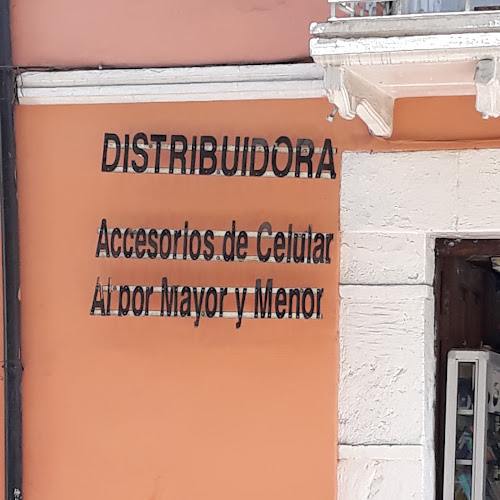 DISTRIBUIDORA
Accesorios de Celular
Al por Mayor y Menor